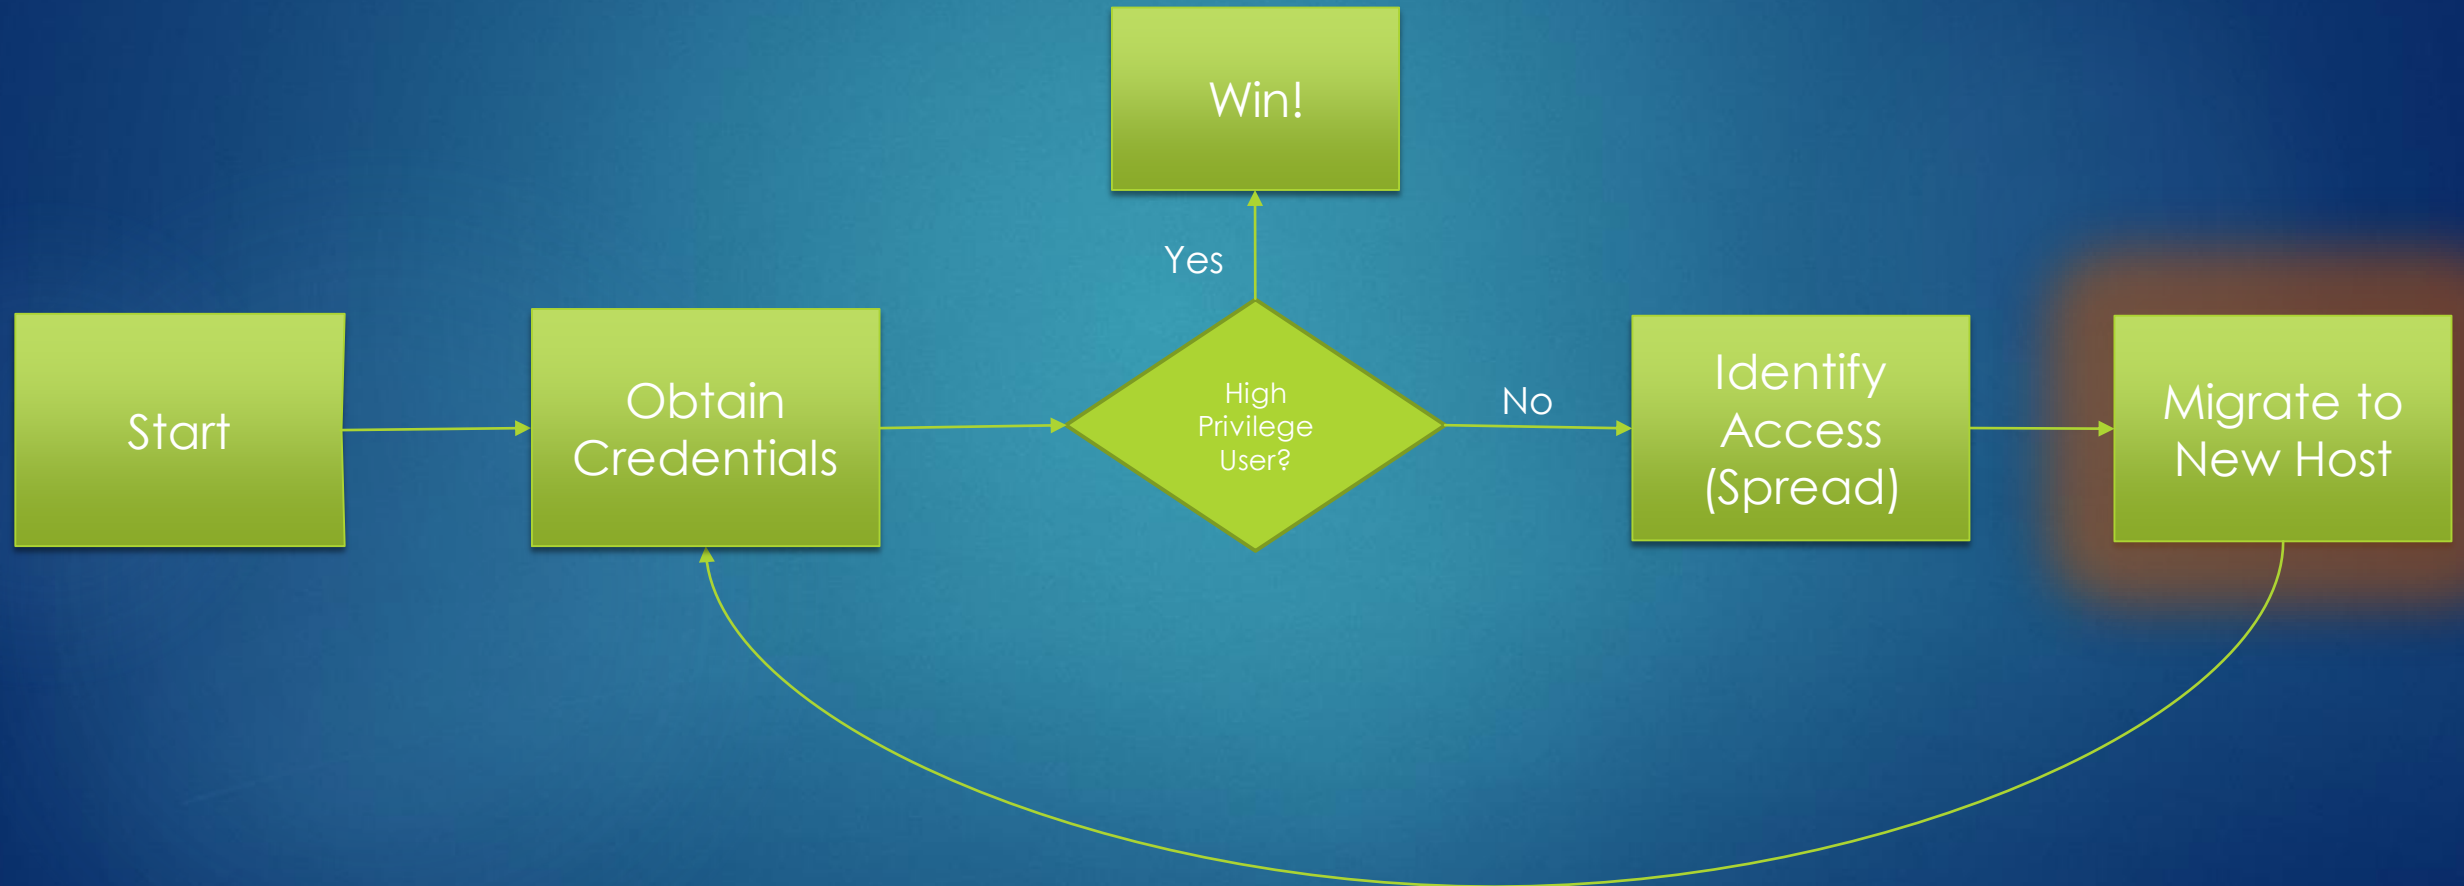 Win!
Yes
Start
Obtain
Credentials
High
Privilege
User?
No
Identify
Access
(Spread)
Migrate to
New Host